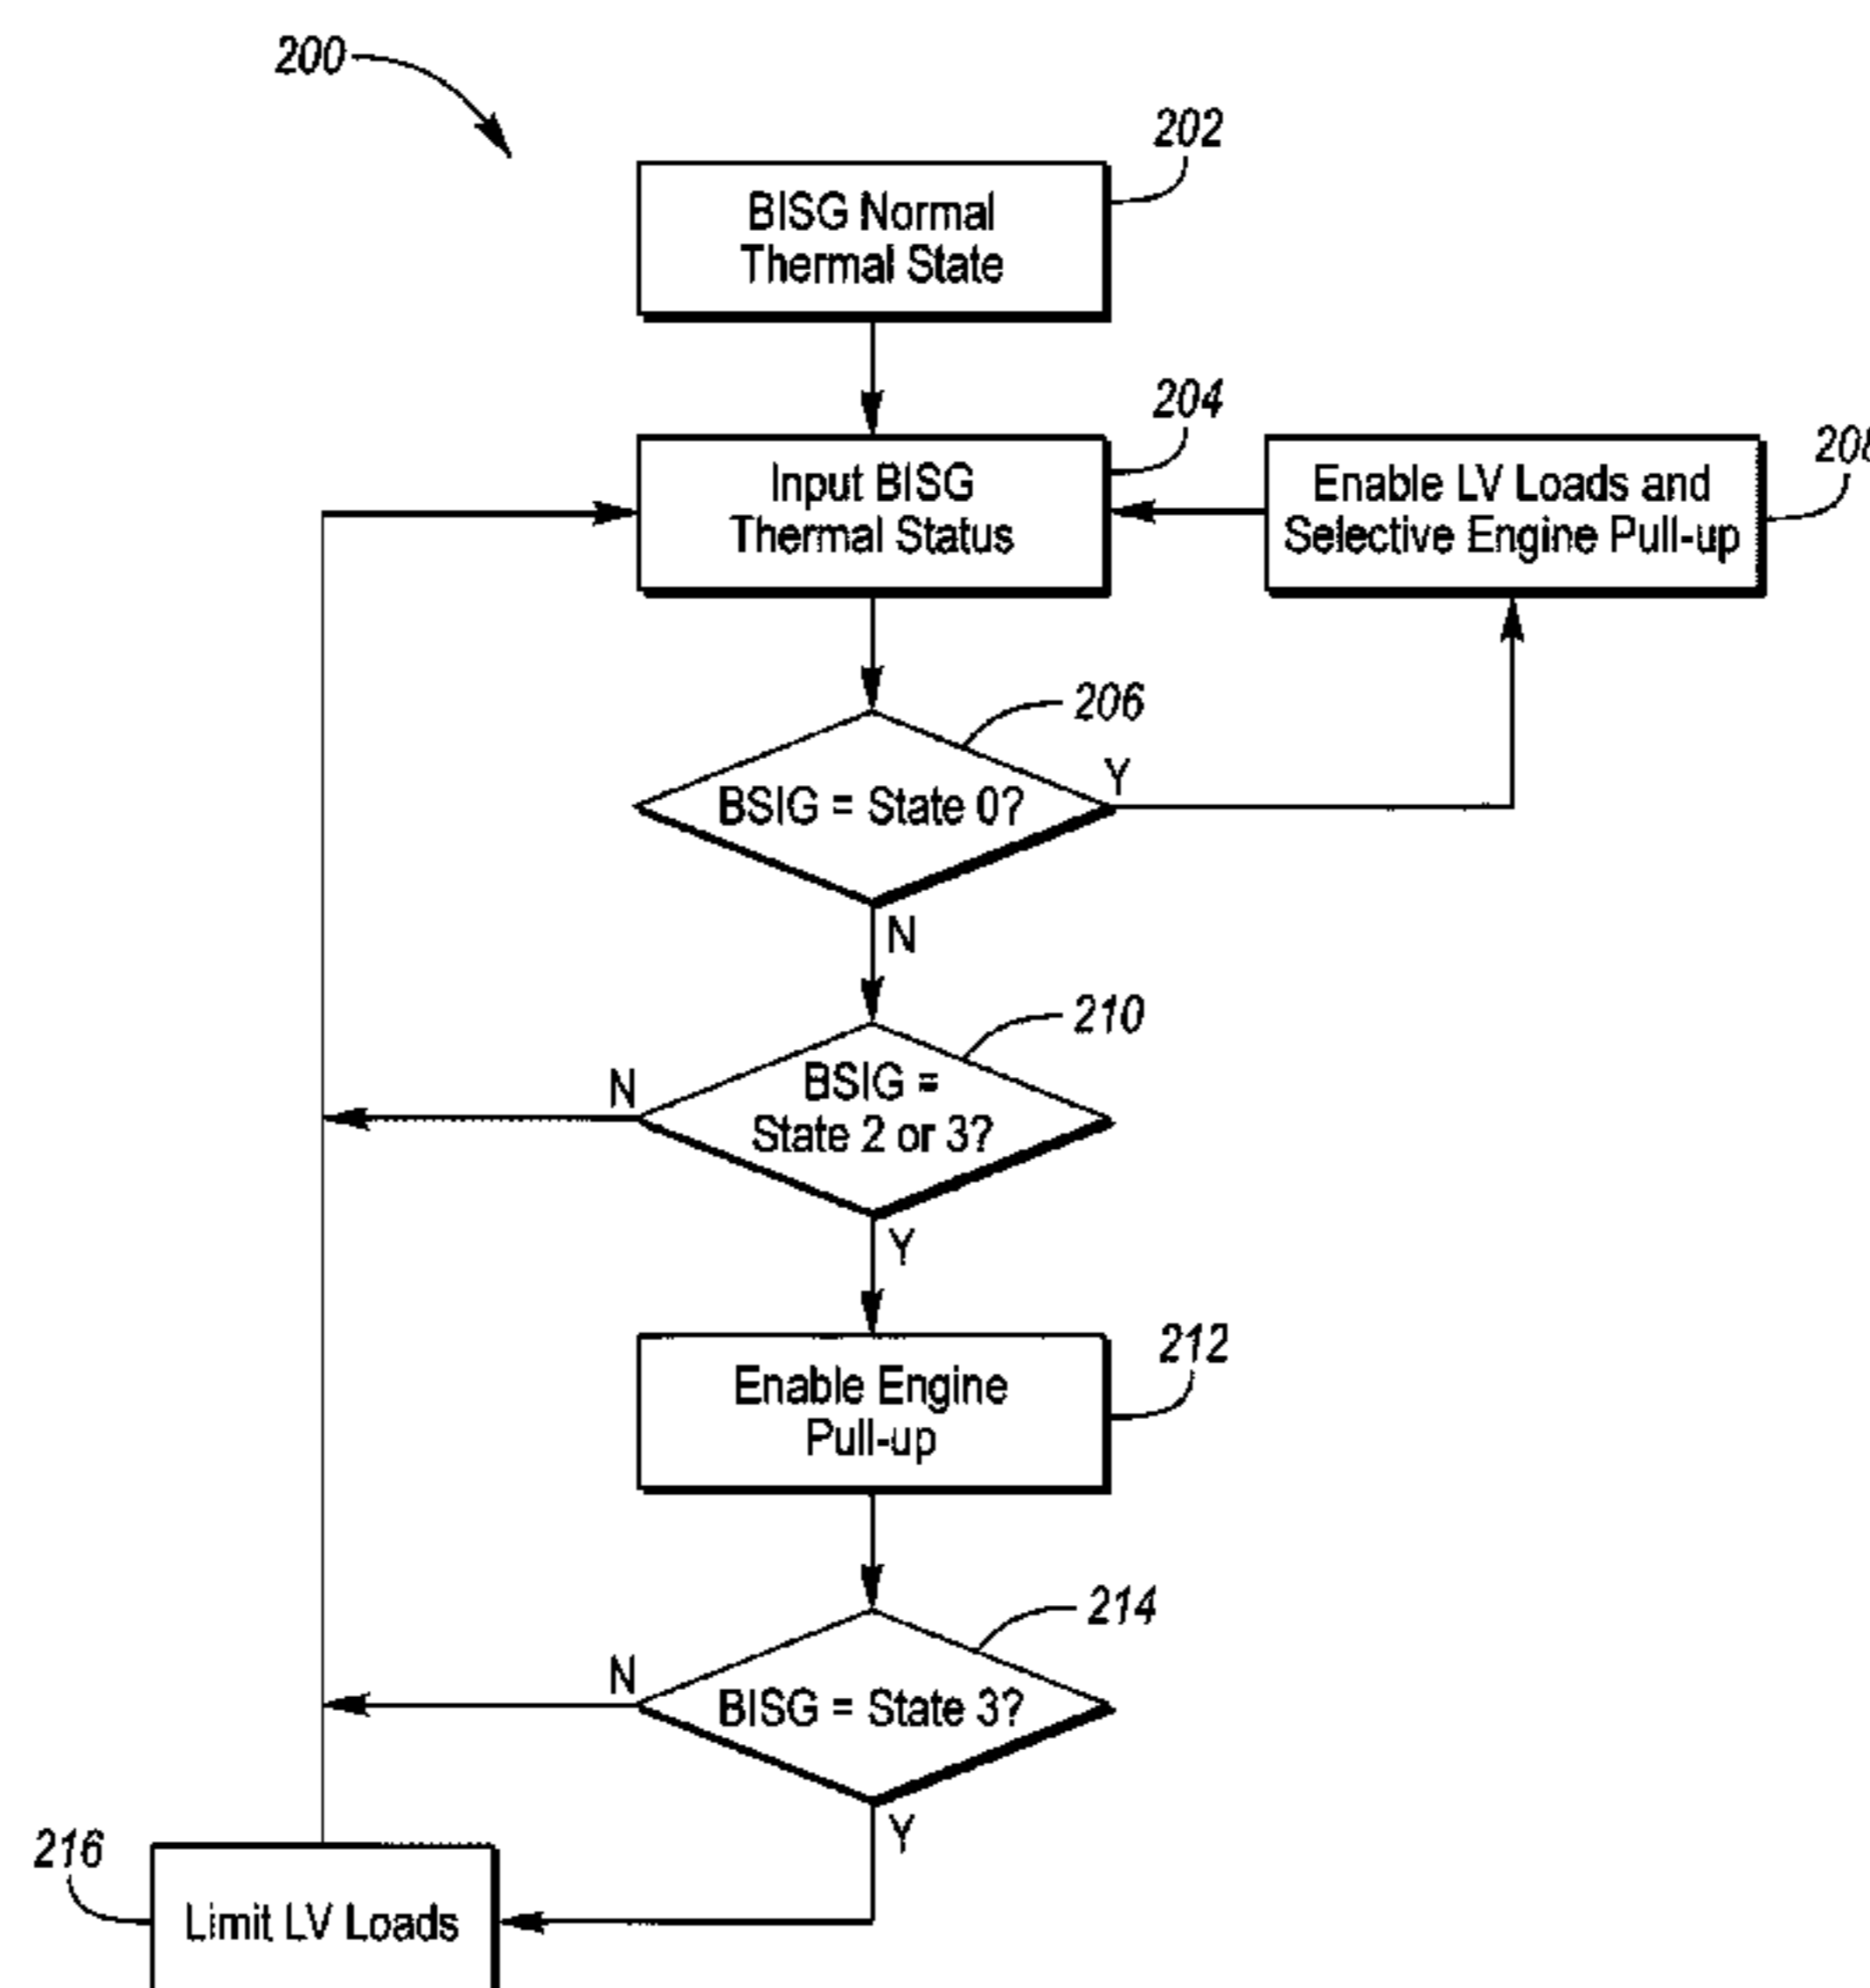 200
202
BISG Normal
Thermal State
204
Input BISG
Thermal Status
208
Enable LV Loads and
Selective Engine Pull-up
206
BSIG = State 0?
Y
N
210
BSIG =
State 2 or 3?
N
Y
212
Enable Engine
Pull-up
214
BISG = State 3?
N
Y
216
Limit LV Loads